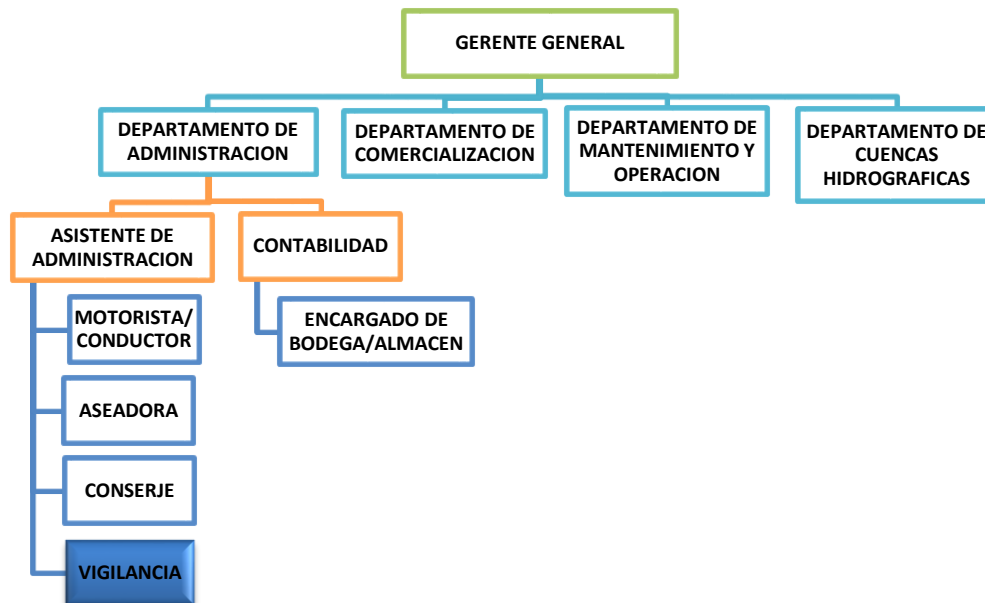 GERENTE GENERAL
DEPARTAMENTO DE
ADMINISTRACION
DEPARTAMENTO DE
COMERCIALIZACION
DEPARTAMENTO DE
MANTENIMIENTO Y
OPERACION
DEPARTAMENTO DE
CUENCAS
HIDROGRAFICAS
ASISTENTE DE
ADMINISTRACION
CONTABILIDAD
MOTORISTA/
CONDUCTOR
ENCARGADO DE
BODEGA/ALMACEN
ASEADORA
CONSERJE
VIGILANCIA